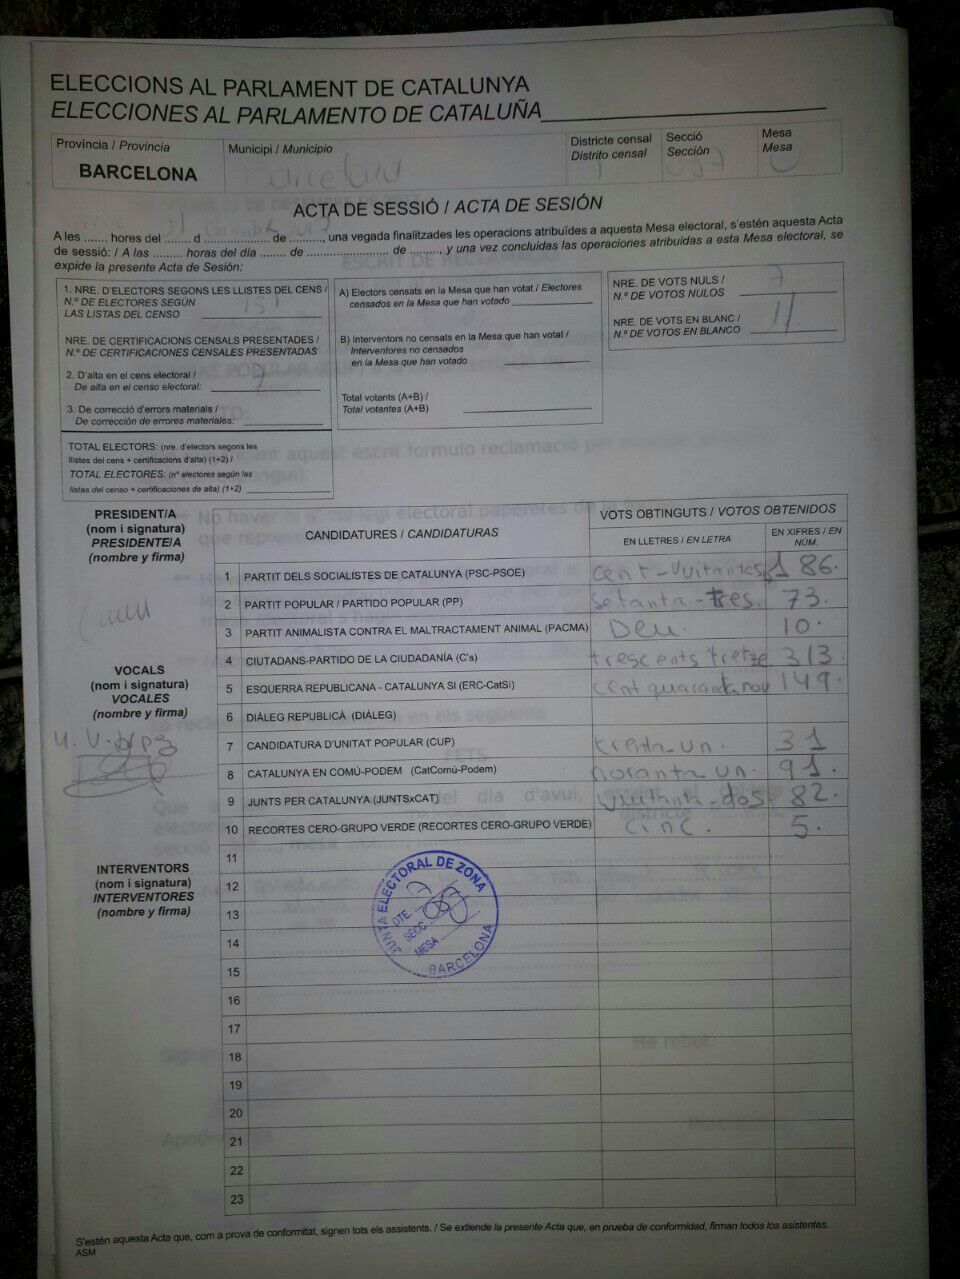 ELECCIONS AL PARLAMENT DE CATALUNYA
ELECCIONES AL PARLAMENTO DE CATALUÑA
Província / Provincia
BARCELONA
Municipi / Municipio
Barcelona
Districte censal
Distrito censal
Secció
Sección
Mesa
Mesa
ACTA DE SESSIÓ / ACTA DE SESIÓN
A les ....... hores del ....... d ..................... de ........, una vegada finalitzades les operacions atribuïdes a aquesta Mesa electoral, s'estén aquesta Acta
de sessió: / A las ......... horas del día ........ de ......................... de ........., y una vez concluidas las operaciones atribuidas a esta Mesa electoral, se
expide la presente Acta de Sesión:
1. NRE. D'ELECTORS SEGONS LES LLISTES DEL CENS /
N.º DE ELECTORES SEGÚN
LAS LISTAS DEL CENSO
NRE. DE CERTIFICACIONS CENSALS PRESENTADES /
N.º DE CERTIFICACIONES CENSALES PRESENTADAS
2. D'alta en el cens electoral /
De alta en el censo electoral:
3. De correcció d'errors materials /
De corrección de errores materiales:
TOTAL ELECTORS: (nre. d'electors segons les
llistes del cens + certificacions d'alta) (1+2) /
TOTAL ELECTORES: (nº electores según las
listas del censo + certificaciones de alta) (1+2)
A) Electors censats en la Mesa que han votat / Electores
censados en la Mesa que han votado
B) Interventors no censats en la Mesa que han votat /
Interventores no censados
en la Mesa que han votado
Total votants (A+B) /
Total votantes (A+B)
NRE. DE VOTS NULS /
N.º DE VOTOS NULOS 7
NRE. DE VOTS EN BLANC /
N.º DE VOTOS EN BLANCO 11
PRESIDENT/A
(nom i signatura)
PRESIDENTE/A
(nombre y firma)
VOCALS
(nom i signatura)
VOCALES
(nombre y firma)
INTERVENTORS
(nom i signatura)
INTERVENTORES
(nombre y firma)
CANDIDATURES / CANDIDATURAS
VOTS OBTINGUTS / VOTOS OBTENIDOS
EN LLETRES / EN LETRA
EN XIFRES / EN NÚM.
1 PARTIT DELS SOCIALISTES DE CATALUNYA (PSC-PSOE) 186.
2 PARTIT POPULAR / PARTIDO POPULAR (PP) setanta-tres. 73.
3 PARTIT ANIMALISTA CONTRA EL MALTRACTAMENT ANIMAL (PACMA) Deu. 10.
4 CIUTADANS-PARTIDO DE LA CIUDADANÍA (C's) trescents tretze 313.
5 ESQUERRA REPUBLICANA - CATALUNYA SI (ERC-CatSi) cent quaranta nou 149.
6 DIÀLEG REPUBLICÀ (DIÀLEG)
7 CANDIDATURA D'UNITAT POPULAR (CUP) trenta-un. 31
8 CATALUNYA EN COMÚ-PODEM (CatComú-Podem) noranta-un. 91.
9 JUNTS PER CATALUNYA (JUNTSxCAT) vuitanta-dos. 82.
10 RECORTES CERO-GRUPO VERDE (RECORTES CERO-GRUPO VERDE) cinc. 5.
11
12
13
14
15
16
17
18
19
20
21
22
23
JUNTA ELECTORAL DE ZONA
DTE.
SECC.
MESA
BARCELONA
S'estén aquesta Acta que, com a prova de conformitat, signen tots els assistents. / Se extiende la presente Acta que, en prueba de conformidad, firman todos los asistentes.
ASM